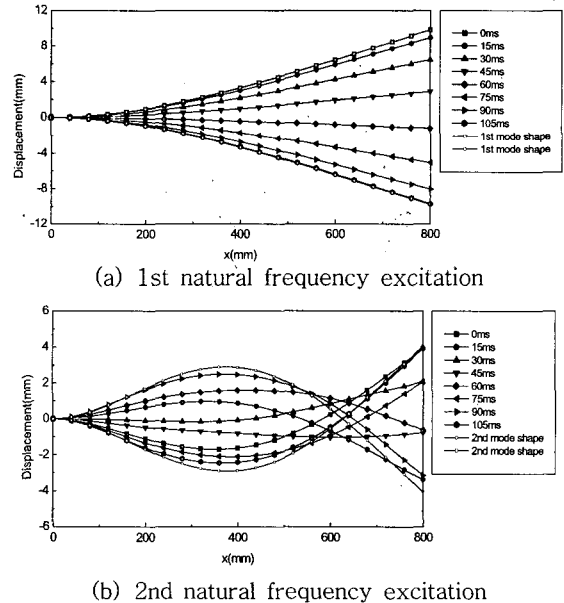 12
8
4
0
-4
-8
-12
Displacement(mm)
0 200 400 600 800
x(mm)
0ms
15ms
30ms
45ms
60ms
75ms
90ms
105ms
1st mode shape
1st mode shape
(a) 1st natural frequency excitation
6
4
2
0
-2
-4
-6
Displacement(mm)
0 200 400 600 800
x(mm)
0ms
15ms
30ms
45ms
60ms
75ms
90ms
105ms
2nd mode shape
2nd mode shape
(b) 2nd natural frequency excitation